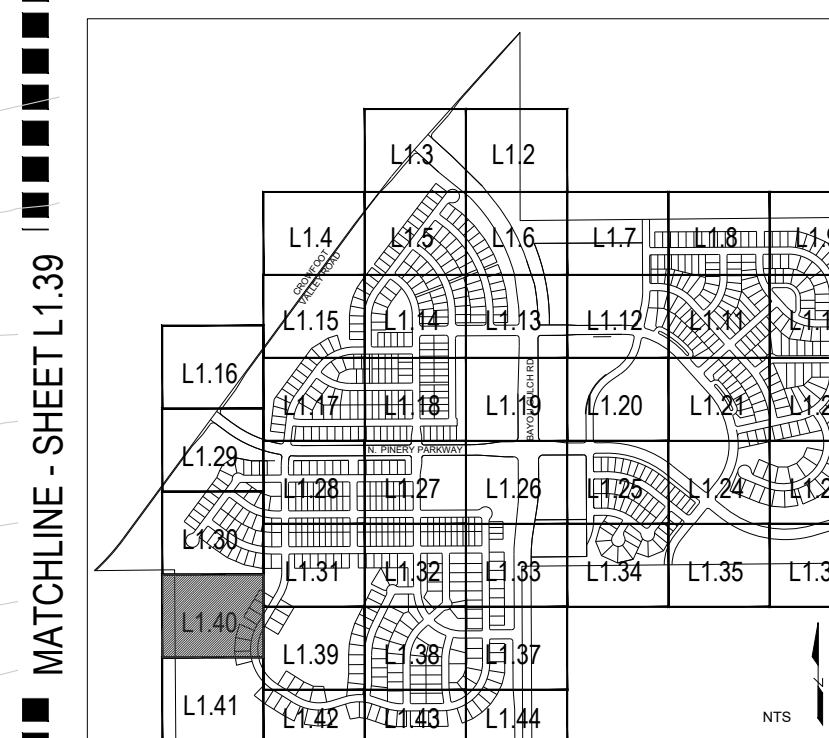 MATCHLINE - SHEET L1.39
L1.3 L1.2
L1.4 L1.5 L1.6 L1.7 L1.8
CROWFOOT
VALLEY ROAD
L1.15 L1.14 L1.13 L1.12 L1.11
L1.16
L1.17 L1.18 L1.19 L1.20 L1.21
BAYOU GULCH RD
N. PINERY PARKWAY
L1.29
L1.28 L1.27 L1.26 L1.25 L1.24
L1.30
L1.31 L1.32 L1.33 L1.34 L1.35
L1.40
L1.39 L1.38 L1.37
L1.41
L1.42 L1.43 L1.44
NTS